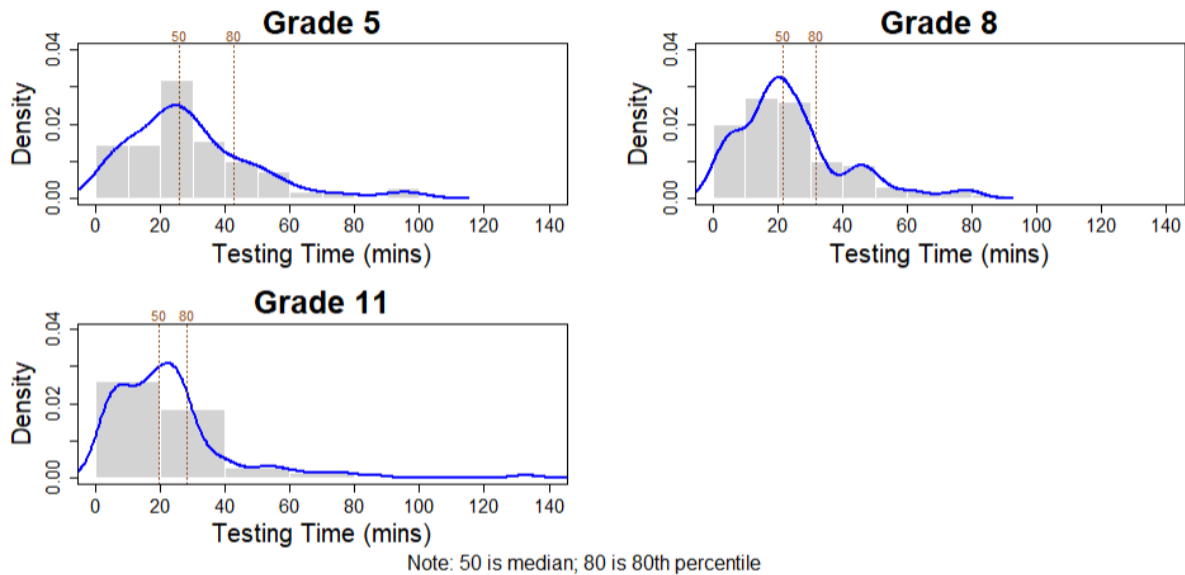 Grade 5
50 80
0.04
0.02
0.00
Density
0 20 40 60 80 100 120 140
Testing Time (mins)
Grade 8
50 80
0.04
0.02
0.00
Density
0 20 40 60 80 100 120 140
Testing Time (mins)
Grade 11
50 80
0.04
0.02
0.00
Density
0 20 40 60 80 100 120 140
Testing Time (mins)
Note: 50 is median; 80 is 80th percentile